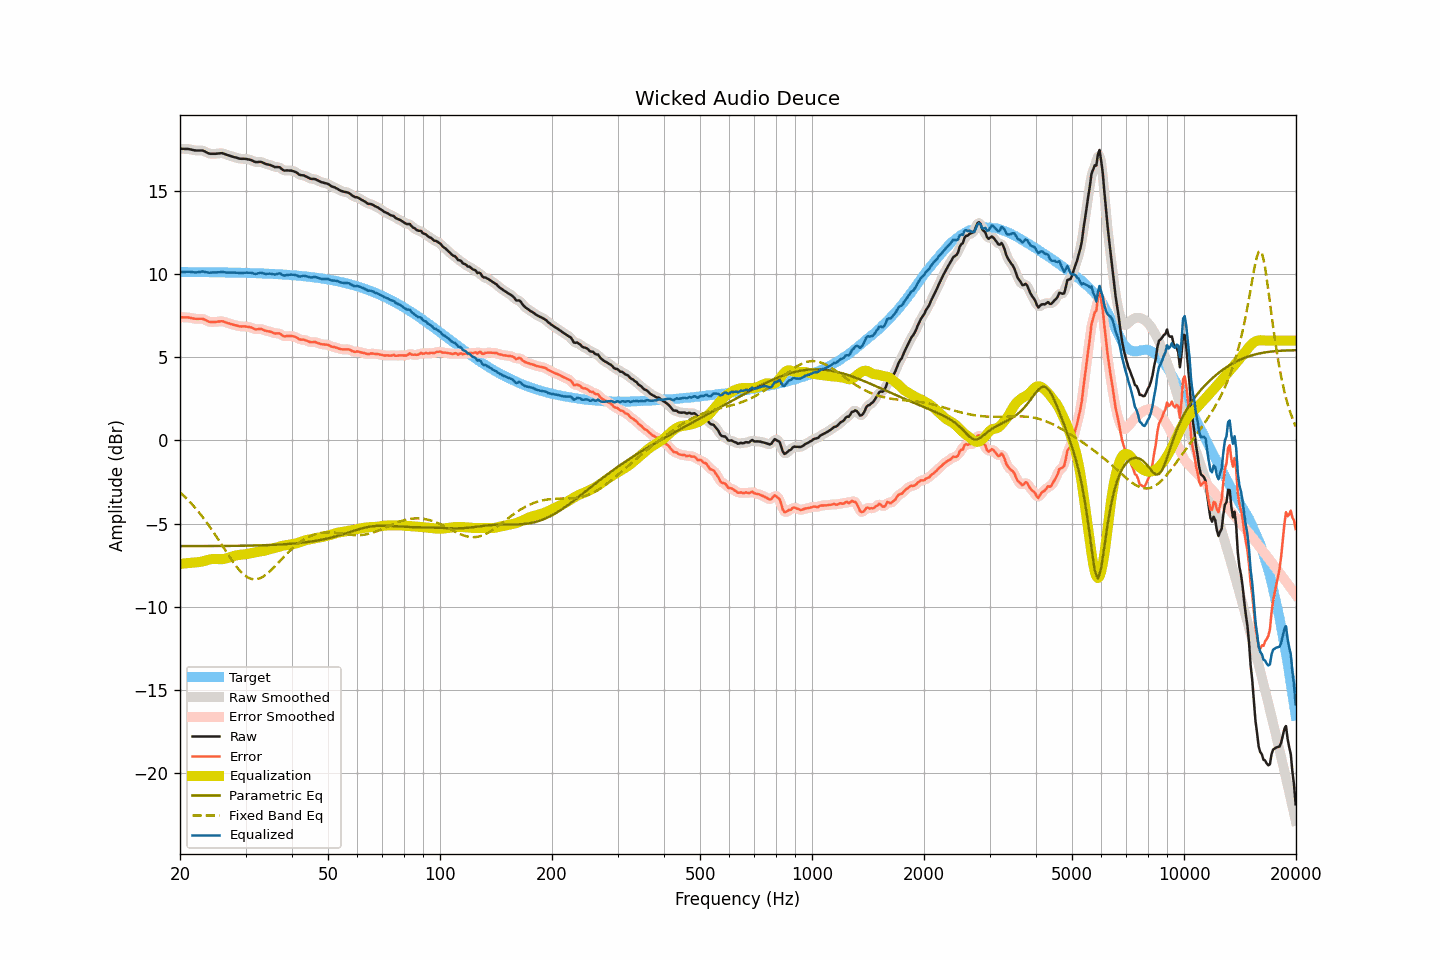 Wicked Audio Deuce
Amplitude (dBr)
15
10
5
0
−5
−10
−15
−20
Target
Raw Smoothed
Error Smoothed
Raw
Error
Equalization
Parametric Eq
Fixed Band Eq
Equalized
20 50 100 200 500 1000 2000 5000 10000 20000
Frequency (Hz)